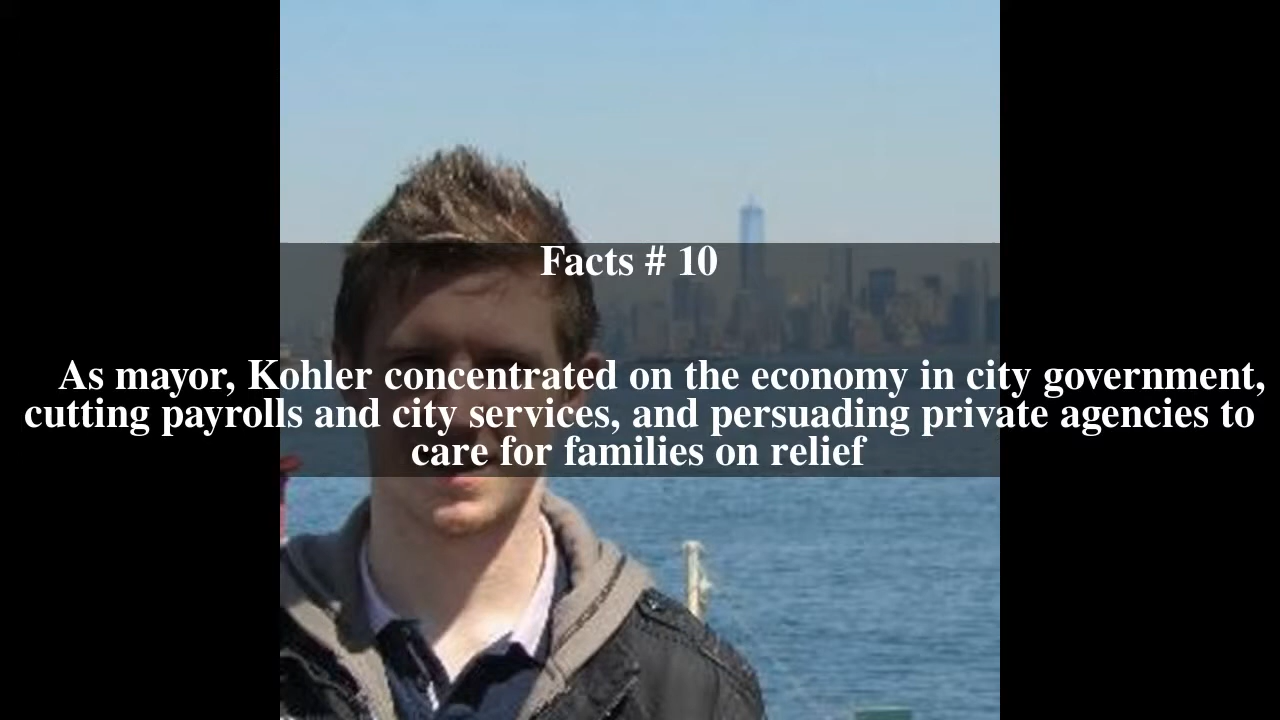 Facts # 10
As mayor, Kohler concentrated on the economy in city government,
cutting payrolls and city services, and persuading private agencies to
care for families on relief